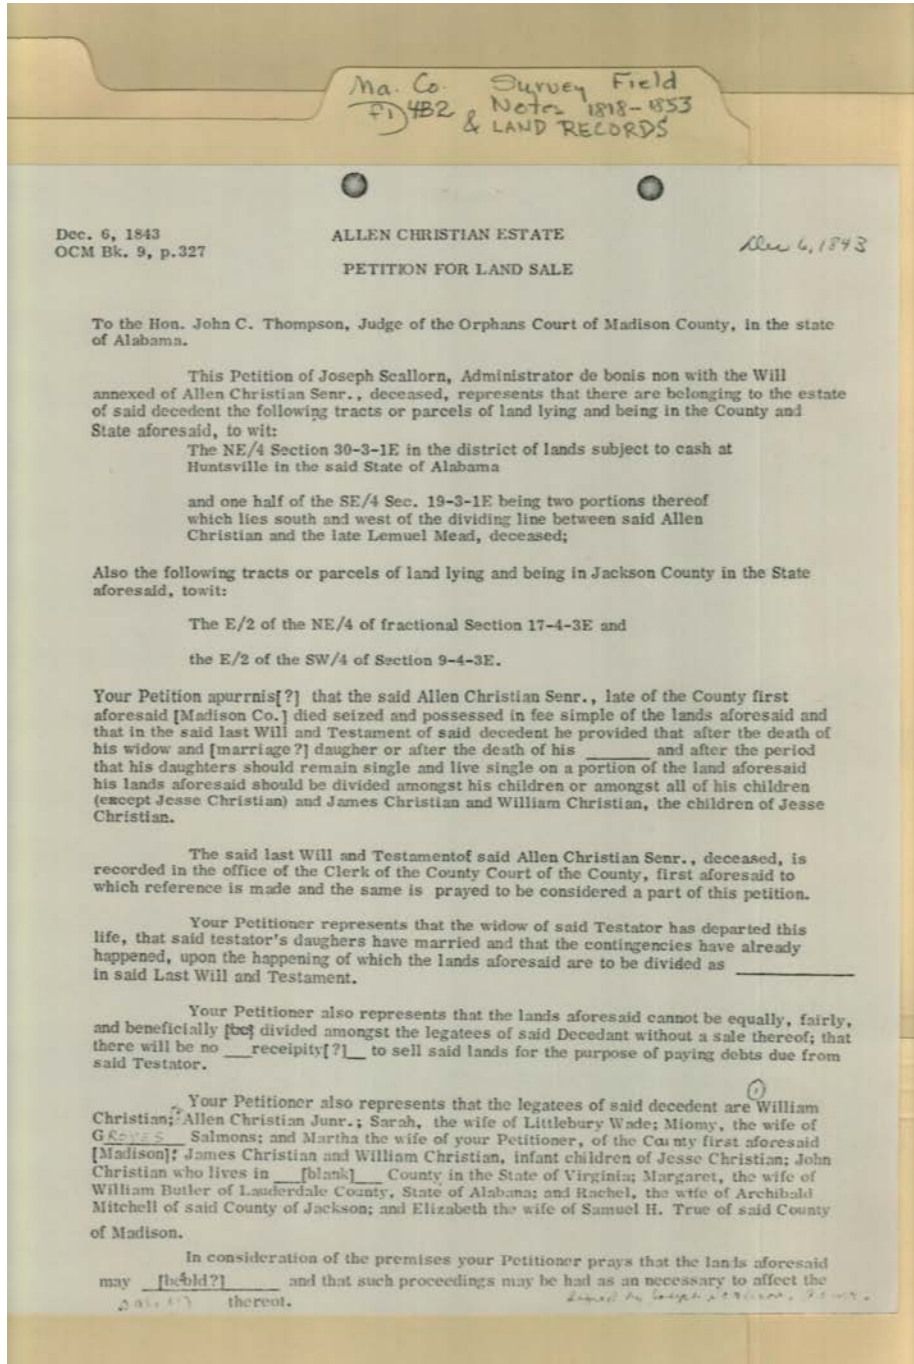 Ma. Co. Survey Field
4B2 Notes 1818-1853
& LAND RECORDS
Dec. 6, 1843 ALLEN CHRISTIAN ESTATE Dec 6, 1843
OCM Bk. 9, p.327
PETITION FOR LAND SALE
To the Hon. John C. Thompson, Judge of the Orphans Court of Madison County, in the state
of Alabama.
This Petition of Joseph Scallorn, Administrator de bonis non with the Will
annexed of Allen Christian Senr., deceased, represents that there are belonging to the estate
of said decedent the following tracts or parcels of land lying and being in the County and
State aforesaid, to wit:
The NE/4 Section 30-3-1E in the district of lands subject to cash at
Huntsville in the said State of Alabama
and one half of the SE/4 Sec. 19-3-1E being two portions thereof
which lies south and west of the dividing line between said Allen
Christian and the late Lemuel Mead, deceased;
Also the following tracts or parcels of land lying and being in Jackson County in the State
aforesaid, towit:
The E/2 of the NE/4 of fractional Section 17-4-3E and
the E/2 of the SW/4 of Section 9-4-3E.
Your Petition apurrnis[?] that the said Allen Christian Senr., late of the County first
aforesaid [Madison Co.] died seized and possessed in fee simple of the lands aforesaid and
that in the said last Will and Testament of said decedent he provided that after the death of
his widow and [marriage?] daugher or after the death of his ______ and after the period
that his daughters should remain single and live single on a portion of the land aforesaid
his lands aforesaid should be divided amongst his children or amongst all of his children
(except Jesse Christian) and James Christian and William Christian, the children of Jesse
Christian.
The said last Will and Testamentof said Allen Christian Senr., deceased, is
recorded in the office of the Clerk of the County Court of the County, first aforesaid to
which reference is made and the same is prayed to be considered a part of this petition.
Your Petitioner represents that the widow of said Testator has departed this
life, that said testator's daughers have married and that the contingencies have already
happened, upon the happening of which the lands aforesaid are to be divided as __________
in said Last Will and Testament.
Your Petitioner also represents that the lands aforesaid cannot be equally, fairly,
and beneficially [be] divided amongst the legatees of said Decedant without a sale thereof; that
there will be no __receipity[?]__ to sell said lands for the purpose of paying debts due from
said Testator.
Your Petitioner also represents that the legatees of said decedent are William
Christian; Allen Christian Junr.; Sarah, the wife of Littlebury Wade; Miomy, the wife of
G______ Salmons; and Martha the wife of your Petitioner, of the County first aforesaid
[Madison]; James Christian and William Christian, infant children of Jesse Christian; John
Christian who lives in __[blank]__ County in the State of Virginia; Margaret, the wife of
William Butler of Lauderdale County, State of Alabana; and Rachel, the wife of Archibald
Mitchell of said County of Jackson; and Elizabeth the wife of Samuel H. True of said County
of Madison.
In consideration of the premises your Petitioner prays that the lands aforesaid
may ______ and that such proceedings may be had as an necessary to affect the
thereot. Signed by Joseph